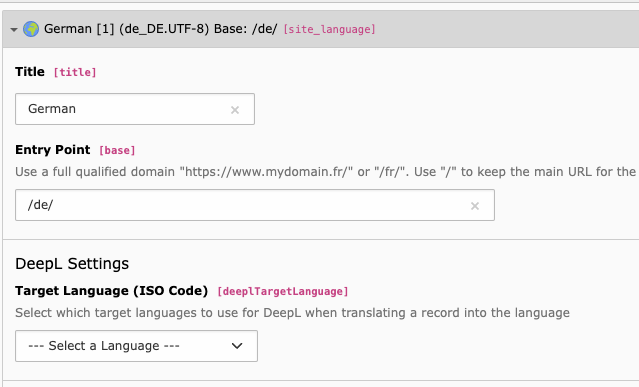 German [1] (de_DE.UTF-8) Base: /de/ [site_language]
Title [title]
German
Entry Point [base]
Use a full qualified domain "https://www.mydomain.fr/" or "/fr/". Use "/" to keep the main URL for the
/de/
DeepL Settings
Target Language (ISO Code) [deeplTargetLanguage]
Select which target languages to use for DeepL when translating a record into the language
--- Select a Language ---